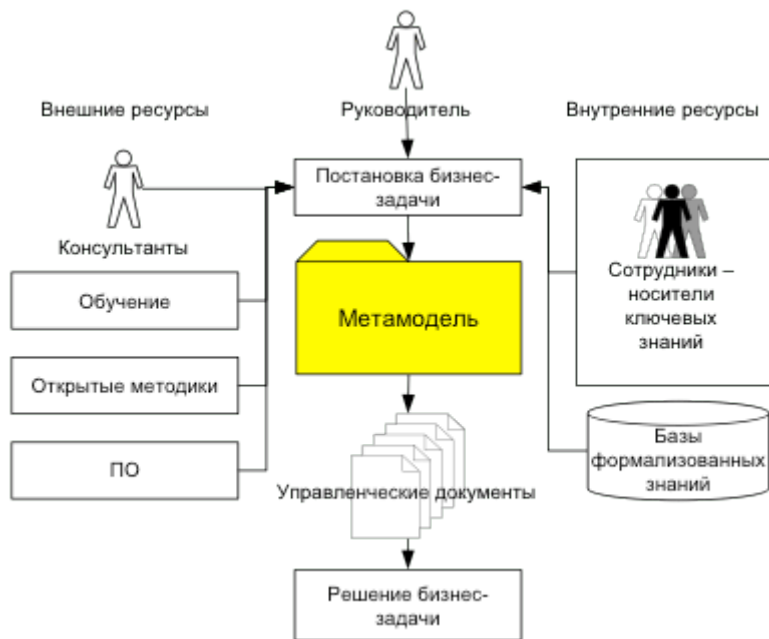 Внешние ресурсы
Руководитель
Внутренние ресурсы
Постановка бизнес-
задачи
Консультанты
Обучение
Открытые методики
ПО
Метамодель
Сотрудники –
носители
ключевых
знаний
Базы
формализованных
знаний
Управленческие документы
Решение бизнес-
задачи